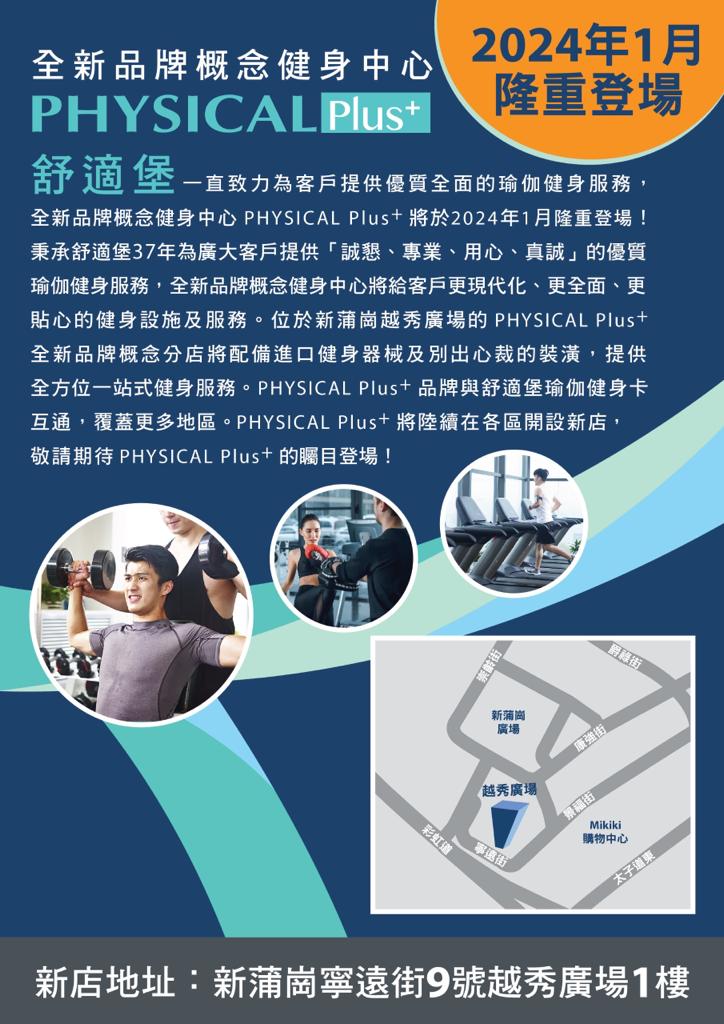 2024年1月
隆重登場
全新品牌概念健身中心
PHYSICAL Plus+
舒適堡一直致力為客戶提供優質全面的瑜伽健身服務，
全新品牌概念健身中心 PHYSICAL Plus+ 將於2024年1月隆重登場！
秉承舒適堡37年為廣大客戶提供「誠懇、專業、用心、真誠」的優質
瑜伽健身服務，全新品牌概念健身中心將給客戶更現代化、更全面、更
貼心的健身設施及服務。位於新蒲崗越秀廣場的 PHYSICAL Plus+
全新品牌概念分店將配備進口健身器械及別出心裁的裝潢，提供
全方位一站式健身服務。PHYSICAL Plus+ 品牌與舒適堡瑜伽健身卡
互通，覆蓋更多地區。PHYSICAL Plus+ 將陸續在各區開設新店，
敬請期待 PHYSICAL Plus+ 的矚目登場！
崇齡街
爵祿街
新蒲崗
廣場
康強街
越秀廣場
景福街
Mikiki
購物中心
彩虹道
寧遠街
太子道東
新店地址：新蒲崗寧遠街9號越秀廣場1樓